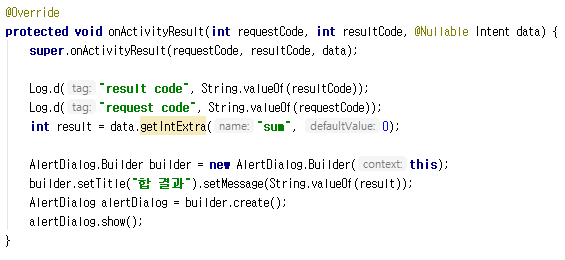 @Override
protected void onActivityResult(int requestCode, int resultCode, @Nullable Intent data) {
super.onActivityResult(requestCode, resultCode, data);
Log.d( tag: "result code", String.valueOf(resultCode));
Log.d( tag: "request code", String.valueOf(requestCode));
int result = data.getIntExtra( name: "sum", defaultValue: 0);
AlertDialog.Builder builder = new AlertDialog.Builder( context: this);
builder.setTitle("합 결과").setMessage(String.valueOf(result));
AlertDialog alertDialog = builder.create();
alertDialog.show();
}